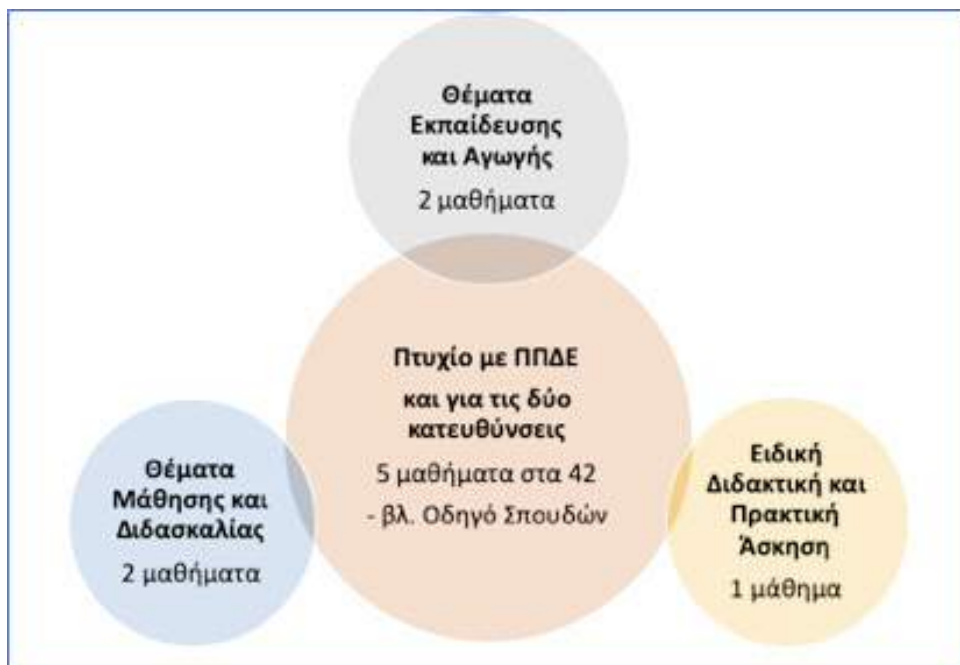 Θέματα
Εκπαίδευσης
και Αγωγής
2 μαθήματα
Πτυχίο με ΠΠΔΕ
και για τις δύο
κατευθύνσεις
5 μαθήματα στα 42
- βλ. Οδηγό Σπουδών
Θέματα
Μάθησης και
Διδασκαλίας
2 μαθήματα
Ειδική
Διδακτική και
Πρακτική
Άσκηση
1 μάθημα